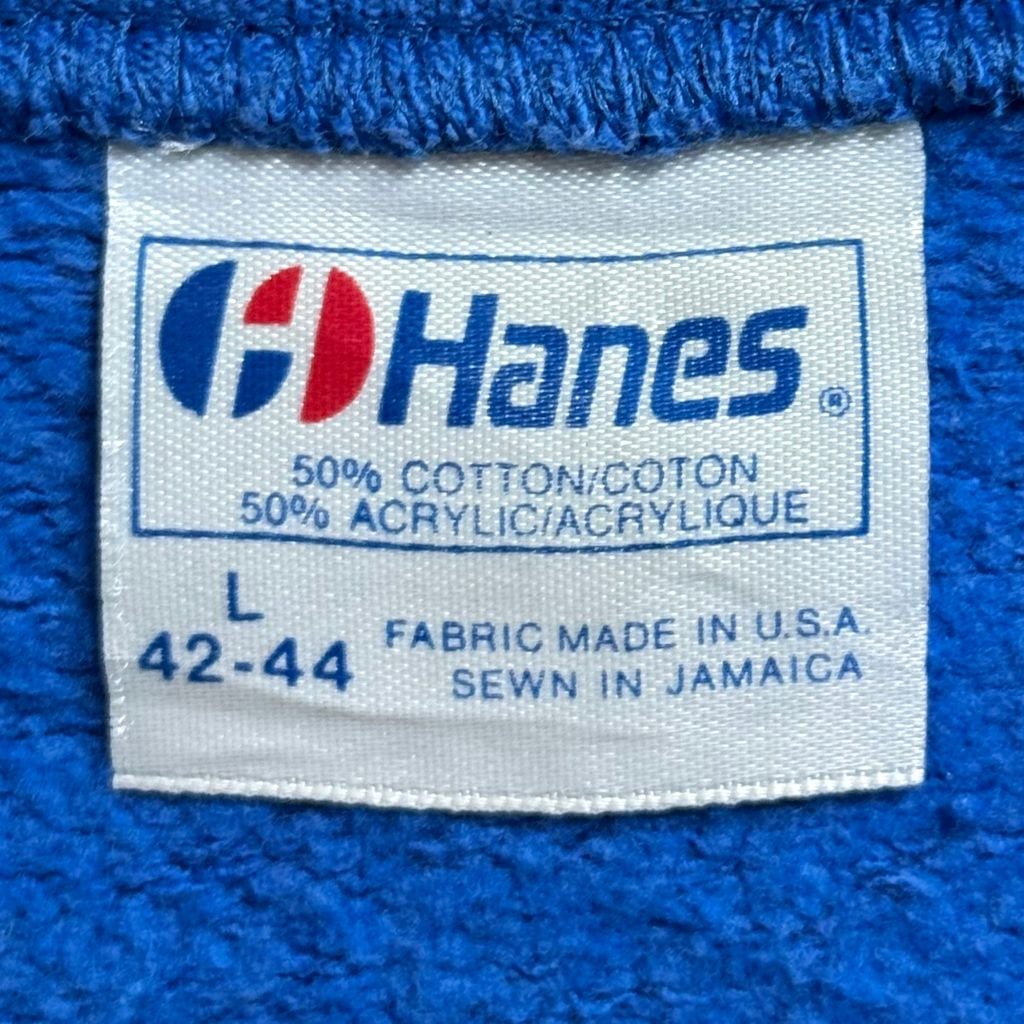 Hanes®
50% COTTON/COTON
50% ACRYLIC/ACRYLIQUE
L
42-44
FABRIC MADE IN U.S.A.
SEWN IN JAMAICA